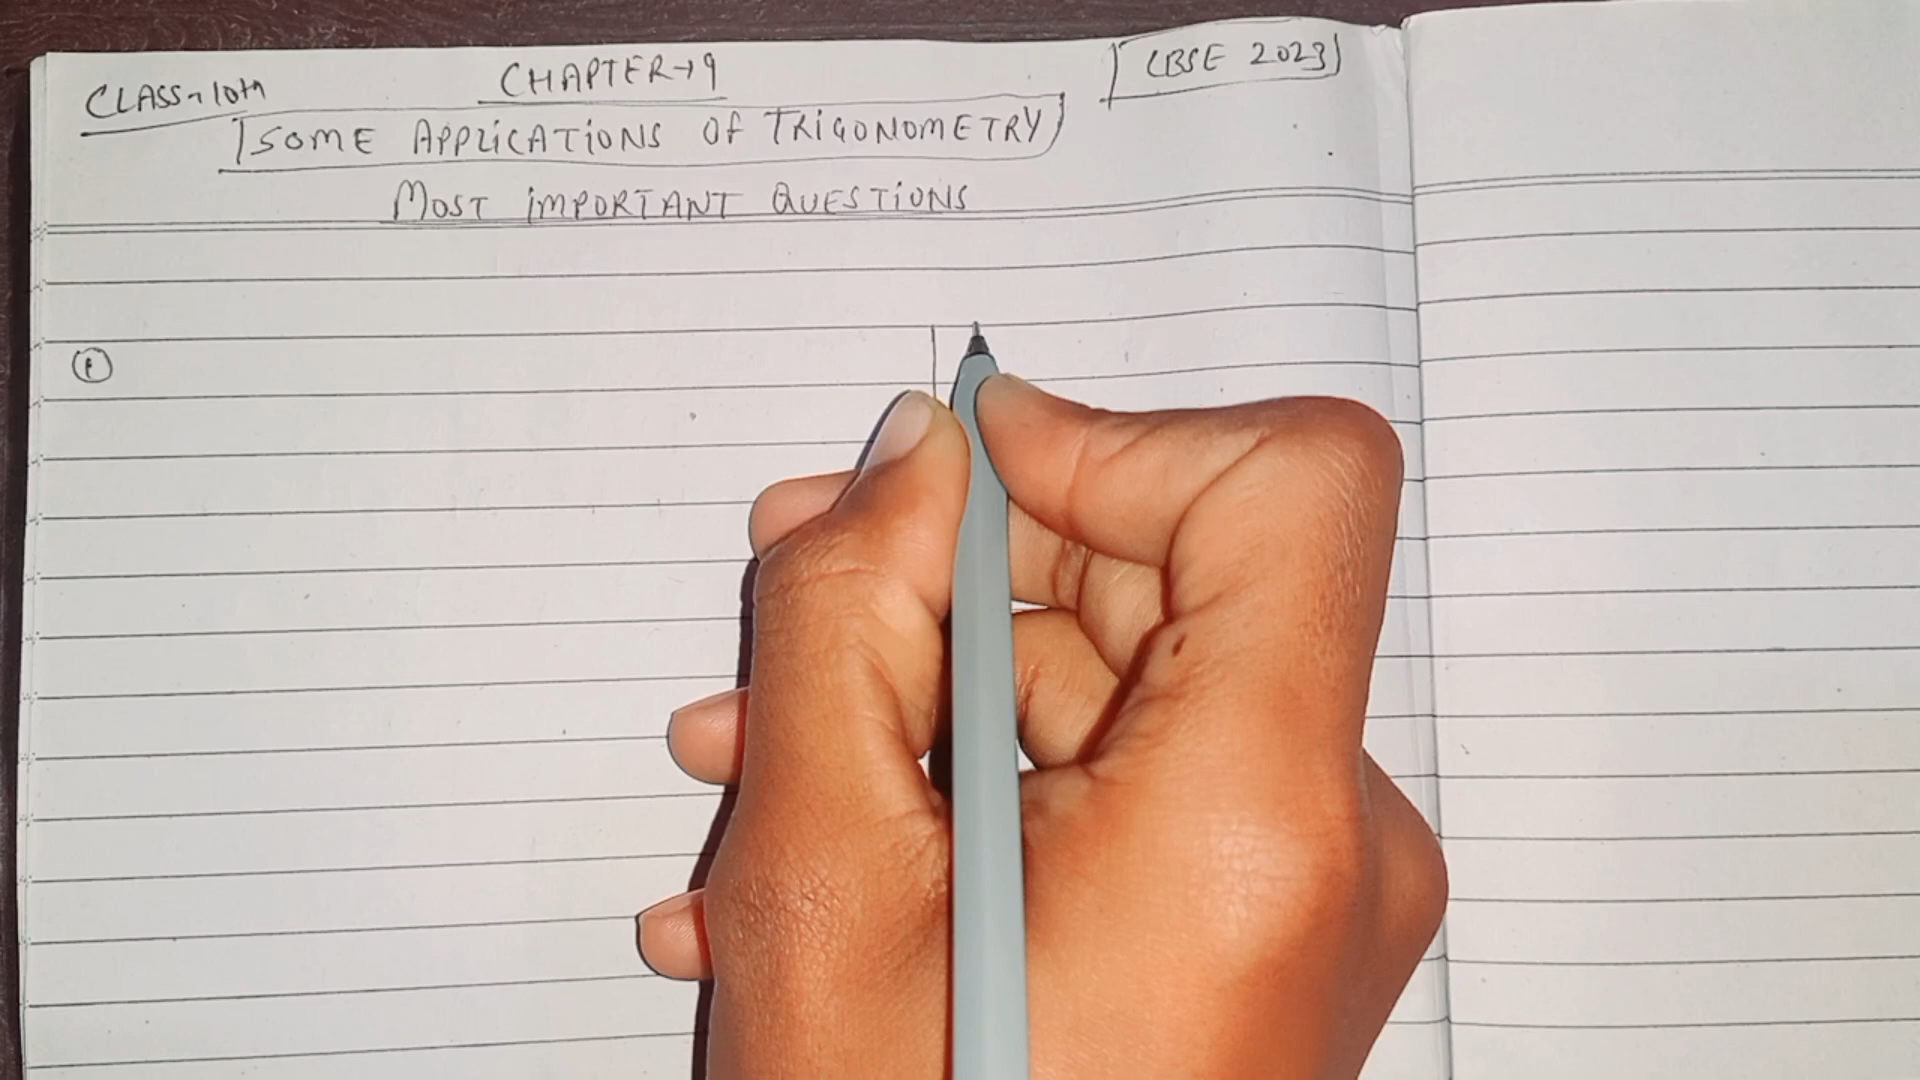 CLASS → 10th
CHAPTER → 9
CBSE 2023
SOME APPLICATIONS OF TRIGONOMETRY
MOST IMPORTANT QUESTIONS
①